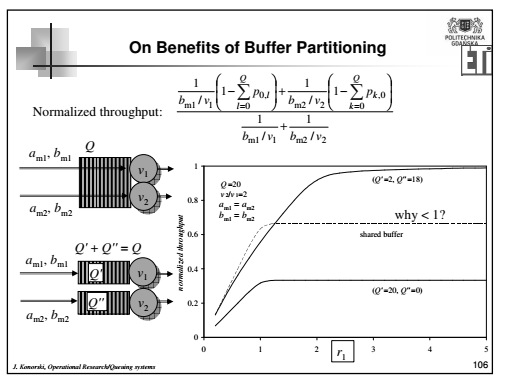 POLITECHNIKA
GDAŃSKA
On Benefits of Buffer Partitioning
Normalized throughput:
\frac{\frac{1}{b_{m1}/v_1}\left(1-\sum_{l=0}^{Q} p_{0,l}\right)+\frac{1}{b_{m2}/v_2}\left(1-\sum_{k=0}^{Q} p_{k,0}\right)}{\frac{1}{b_{m1}/v_1}+\frac{1}{b_{m2}/v_2}}
a_{m1}, b_{m1}
Q
v_1
v_2
a_{m2}, b_{m2}
Q' + Q'' = Q
a_{m1}, b_{m1}
Q'
v_1
Q''
v_2
a_{m2}, b_{m2}
normalized throughput
1
0.8
0.6
0.4
0.2
0
Q=20
v_2/v_1=2
a_{m1} = a_{m2}
b_{m1} = b_{m2}
(Q'=2, Q''=18)
why < 1?
shared buffer
(Q'=20, Q''=0)
0
1
2
r_1
3
4
5
J. Konorski, Operational Research/Queuing systems
106